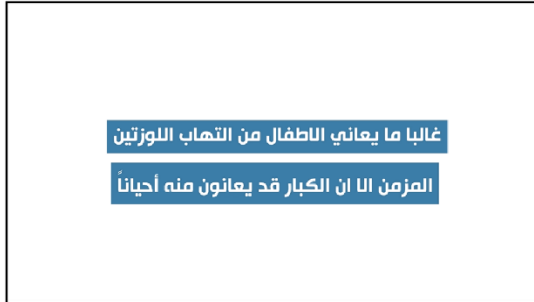 غالبا ما يعاني الاطفال من التهاب اللوزتين
المزمن الا ان الكبار قد يعانون منه أحياناً